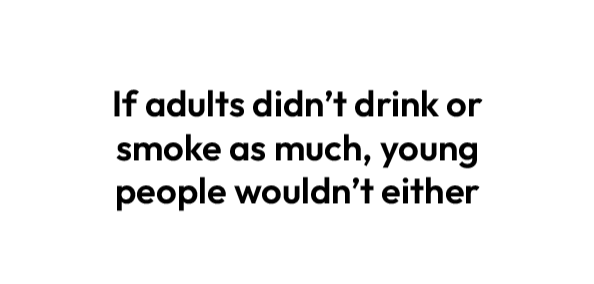 If adults didn’t drink or
smoke as much, young
people wouldn’t either